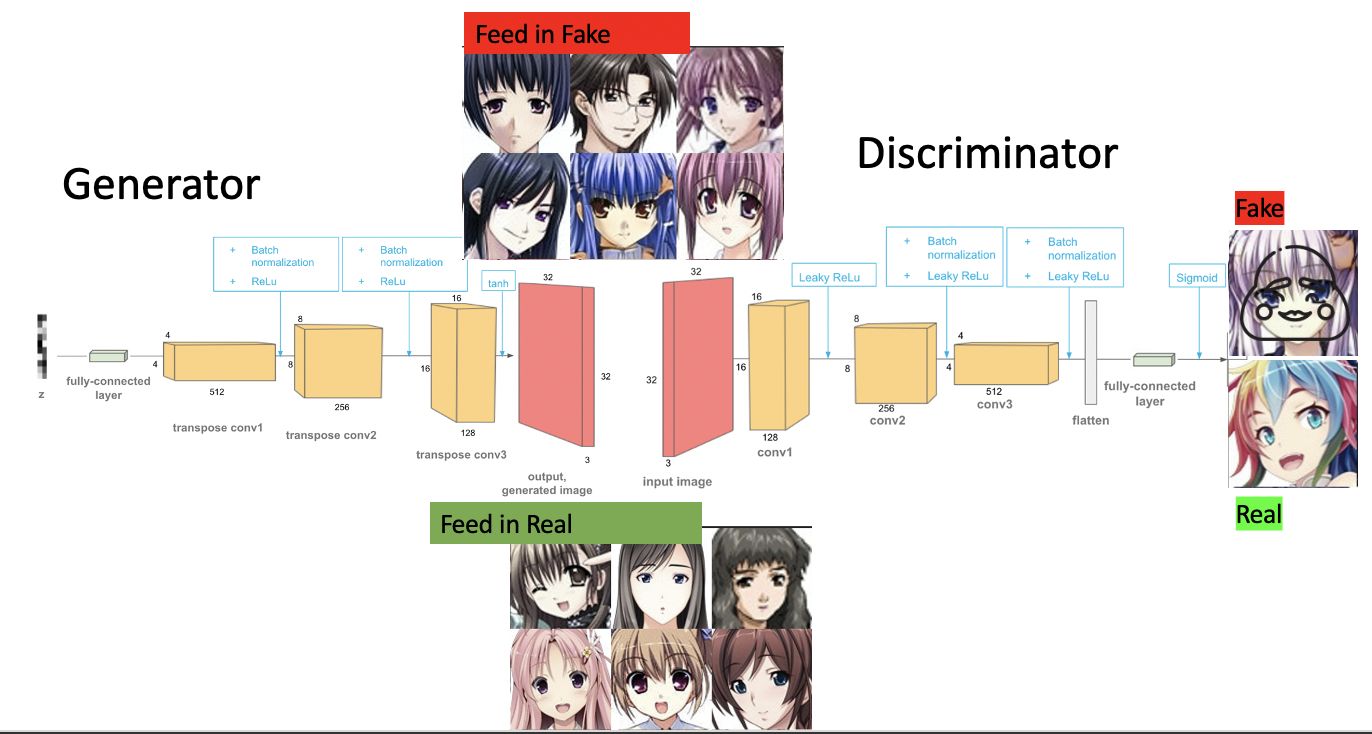 Feed in Fake
Generator
Discriminator
Fake
+ Batch
normalization
+ ReLu
+ Batch
normalization
+ ReLu
tanh
Leaky ReLu
+ Batch
normalization
+ Leaky ReLu
+ Batch
normalization
+ Leaky ReLu
Sigmoid
z
fully-connected
layer
4
4
512
transpose conv1
8
8
256
transpose conv2
16
16
128
transpose conv3
32
32
3
output,
generated image
32
32
3
input image
16
16
128
conv1
8
8
256
conv2
4
4
512
conv3
flatten
fully-connected
layer
Real
Feed in Real